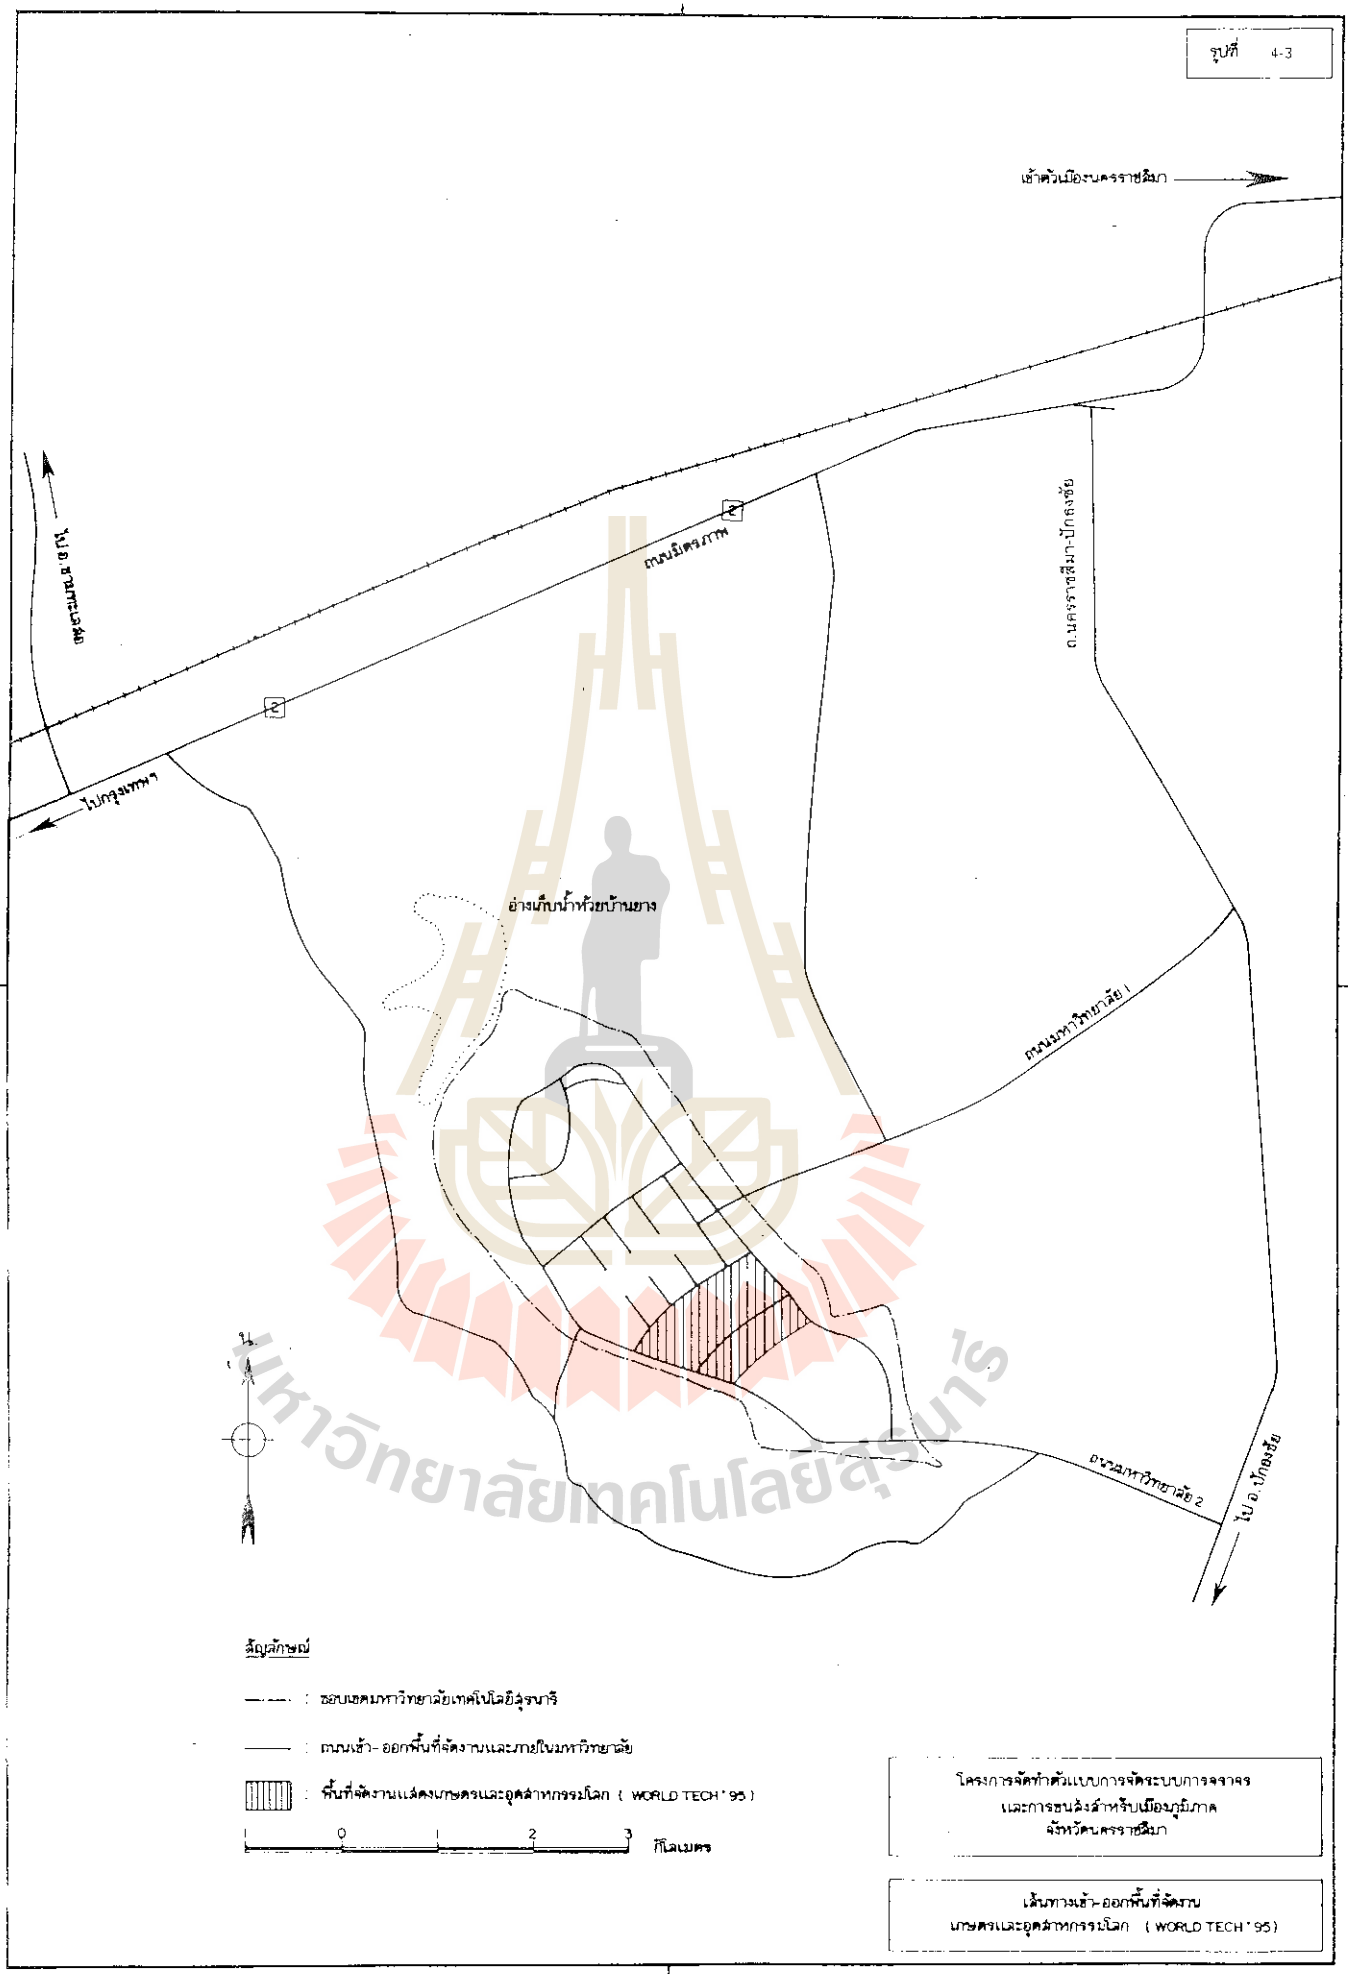 รูปที่ 4-3
เข้าตัวเมืองนครราชสีมา
ไป อ.ขามทะเลสอ
2
ถนนมิตรภาพ
ถ.นครราชสีมา-ปักธงชัย
2
ไปกรุงเทพฯ
อ่างเก็บน้ำห้วยบ้านยาง
ถนนมหาวิทยาลัย 1
น.
ถนนมหาวิทยาลัย 2
ไป อ.ปักธงชัย
มหาวิทยาลัยเทคโนโลยีสุรนารี
สัญลักษณ์
: ขอบเขตมหาวิทยาลัยเทคโนโลยีสุรนารี
: ถนนเข้า-ออกพื้นที่จัดงานและภายในมหาวิทยาลัย
: พื้นที่จัดงานแสดงเกษตรและอุตสาหกรรมโลก ( WORLD TECH ' 95 )
0 1 2 3 กิโลเมตร
โครงการจัดทำตัวแบบการจัดระบบการจราจร
และการขนส่งสำหรับเมืองภูมิภาค
จังหวัดนครราชสีมา
เส้นทางเข้า-ออกพื้นที่จัดงาน
เกษตรและอุตสาหกรรมโลก ( WORLD TECH ' 95 )